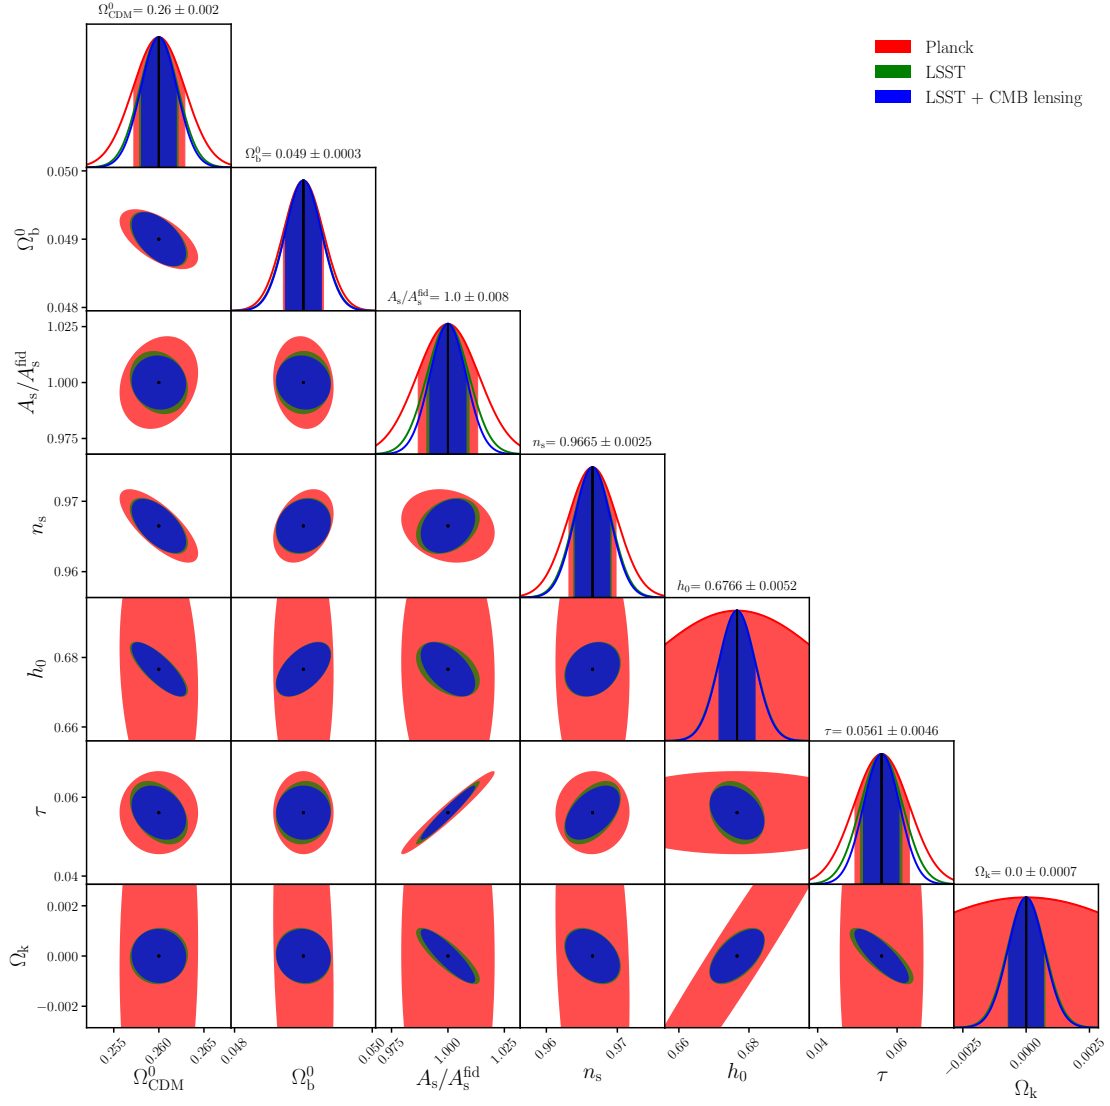 Ω⁰_CDM = 0.26 ± 0.002
Planck
LSST
LSST + CMB lensing
Ω⁰_b = 0.049 ± 0.0003
0.050
0.049
0.048
Ω⁰_b
A_s/A_s^fid = 1.0 ± 0.008
1.025
1.000
0.975
A_s/A_s^fid
n_s = 0.9665 ± 0.0025
0.97
0.96
n_s
h_0 = 0.6766 ± 0.0052
0.68
0.66
h_0
τ = 0.0561 ± 0.0046
0.06
0.04
τ
Ω_k = 0.0 ± 0.0007
0.002
0.000
−0.002
Ω_k
0.255 0.260 0.265 0.048 0.050 0.975 1.000 1.025 0.96 0.97 0.66 0.68 0.04 0.06 −0.0025 0.0000 0.0025
Ω⁰_CDM Ω⁰_b A_s/A_s^fid n_s h_0 τ Ω_k